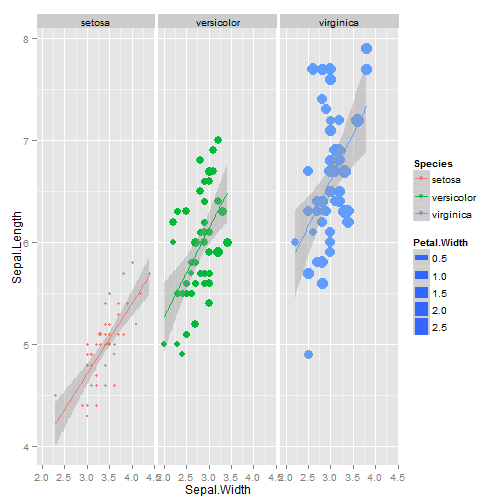 setosa versicolor virginica
8
7
6
5
4
Sepal.Length
2.0 2.5 3.0 3.5 4.0 4.5 2.0 2.5 3.0 3.5 4.0 4.5 2.0 2.5 3.0 3.5 4.0 4.5
Sepal.Width
Species
setosa
versicolor
virginica
Petal.Width
0.5
1.0
1.5
2.0
2.5